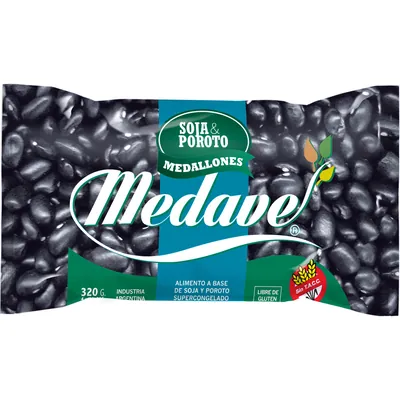 SOJA &
POROTO
MEDALLONES
Medave
®
320 G.
INDUSTRIA
ARGENTINA
ALIMENTO A BASE
DE SOJA Y POROTO
SUPERCONGELADO
LIBRE DE
GLUTEN
Sin T.A.C.C.